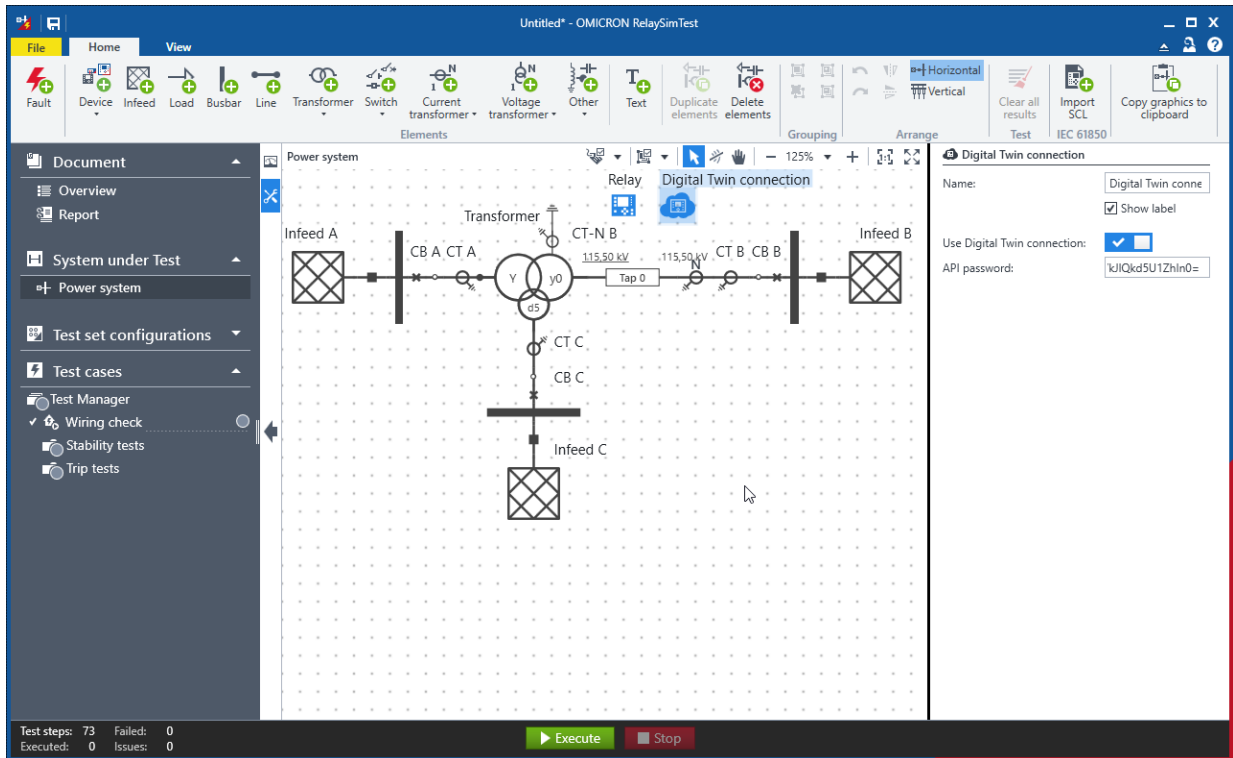 Untitled* - OMICRON RelaySimTest
File Home View
Fault
Device
Infeed
Load
Busbar
Line
Transformer
Switch
Current transformer
Voltage transformer
Other
Text
Duplicate elements
Delete elements
Horizontal
Vertical
Clear all results
Import SCL
Copy graphics to clipboard
Elements
Grouping
Arrange
Test
IEC 61850
Document
Overview
Report
System under Test
Power system
Test set configurations
Test cases
Test Manager
Wiring check
Stability tests
Trip tests
Power system
125%
Relay
Digital Twin connection
Transformer
Infeed A
CB A
CT A
CT-N B
115,50 kV
115,50 kV
N
CT B
CB B
Infeed B
Y
y0
d5
Tap 0
CT C
CB C
Infeed C
Digital Twin connection
Name:
Digital Twin conne
Show label
Use Digital Twin connection:
API password:
kJIQkd5U1ZhIn0=
Test steps: 73 Failed: 0
Executed: 0 Issues: 0
Execute
Stop